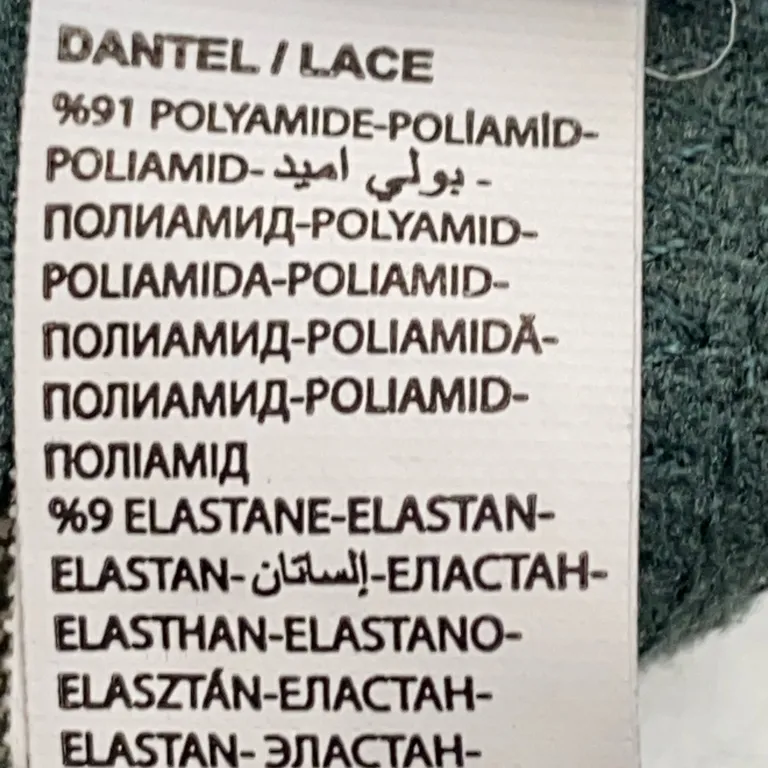 DANTEL / LACE
%91 POLYAMIDE-POLİAMİD-
POLIAMID- بولي اميد -
ПОЛИАМИД-POLYAMID-
POLIAMIDA-POLIAMID-
ПОЛИАМИД-POLIAMIDĂ-
ПОЛИАМИД-POLIAMID-
ПОЛІАМІД
%9 ELASTANE-ELASTAN-
ELASTAN-إلساتان-ЕЛАСТАН-
ELASTHAN-ELASTANO-
ELASZTÁN-ЕЛАСТАН-
ELASTAN- ЭЛАСТАН-